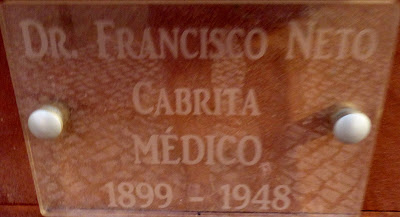 DR. FRANCISCO NETO
CABRITA
MÉDICO
1899 - 1948